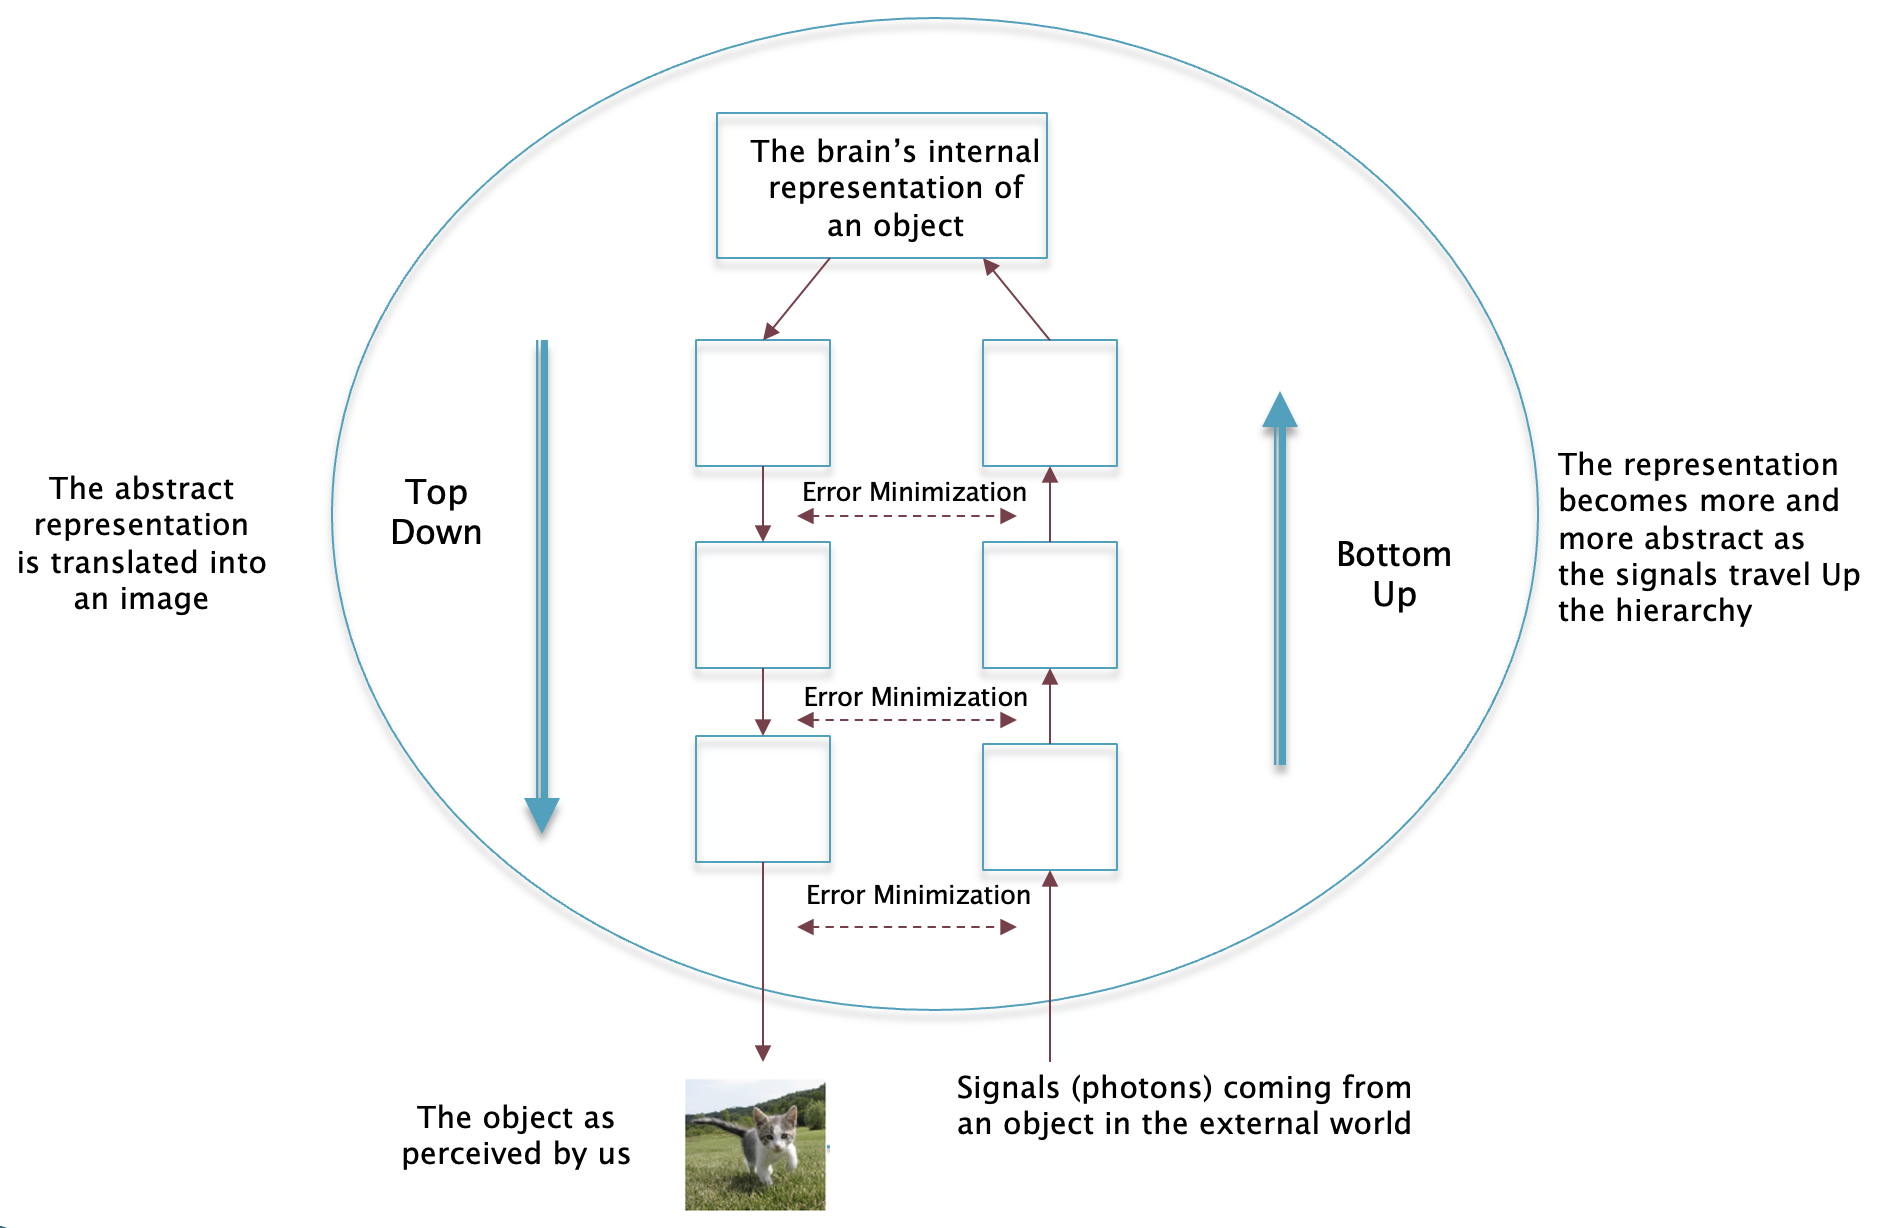 The brain’s internal
representation of
an object
The abstract
representation
is translated into
an image
Top
Down
Error Minimization
Error Minimization
Error Minimization
Bottom
Up
The representation
becomes more and
more abstract as
the signals travel Up
the hierarchy
The object as
perceived by us
Signals (photons) coming from
an object in the external world